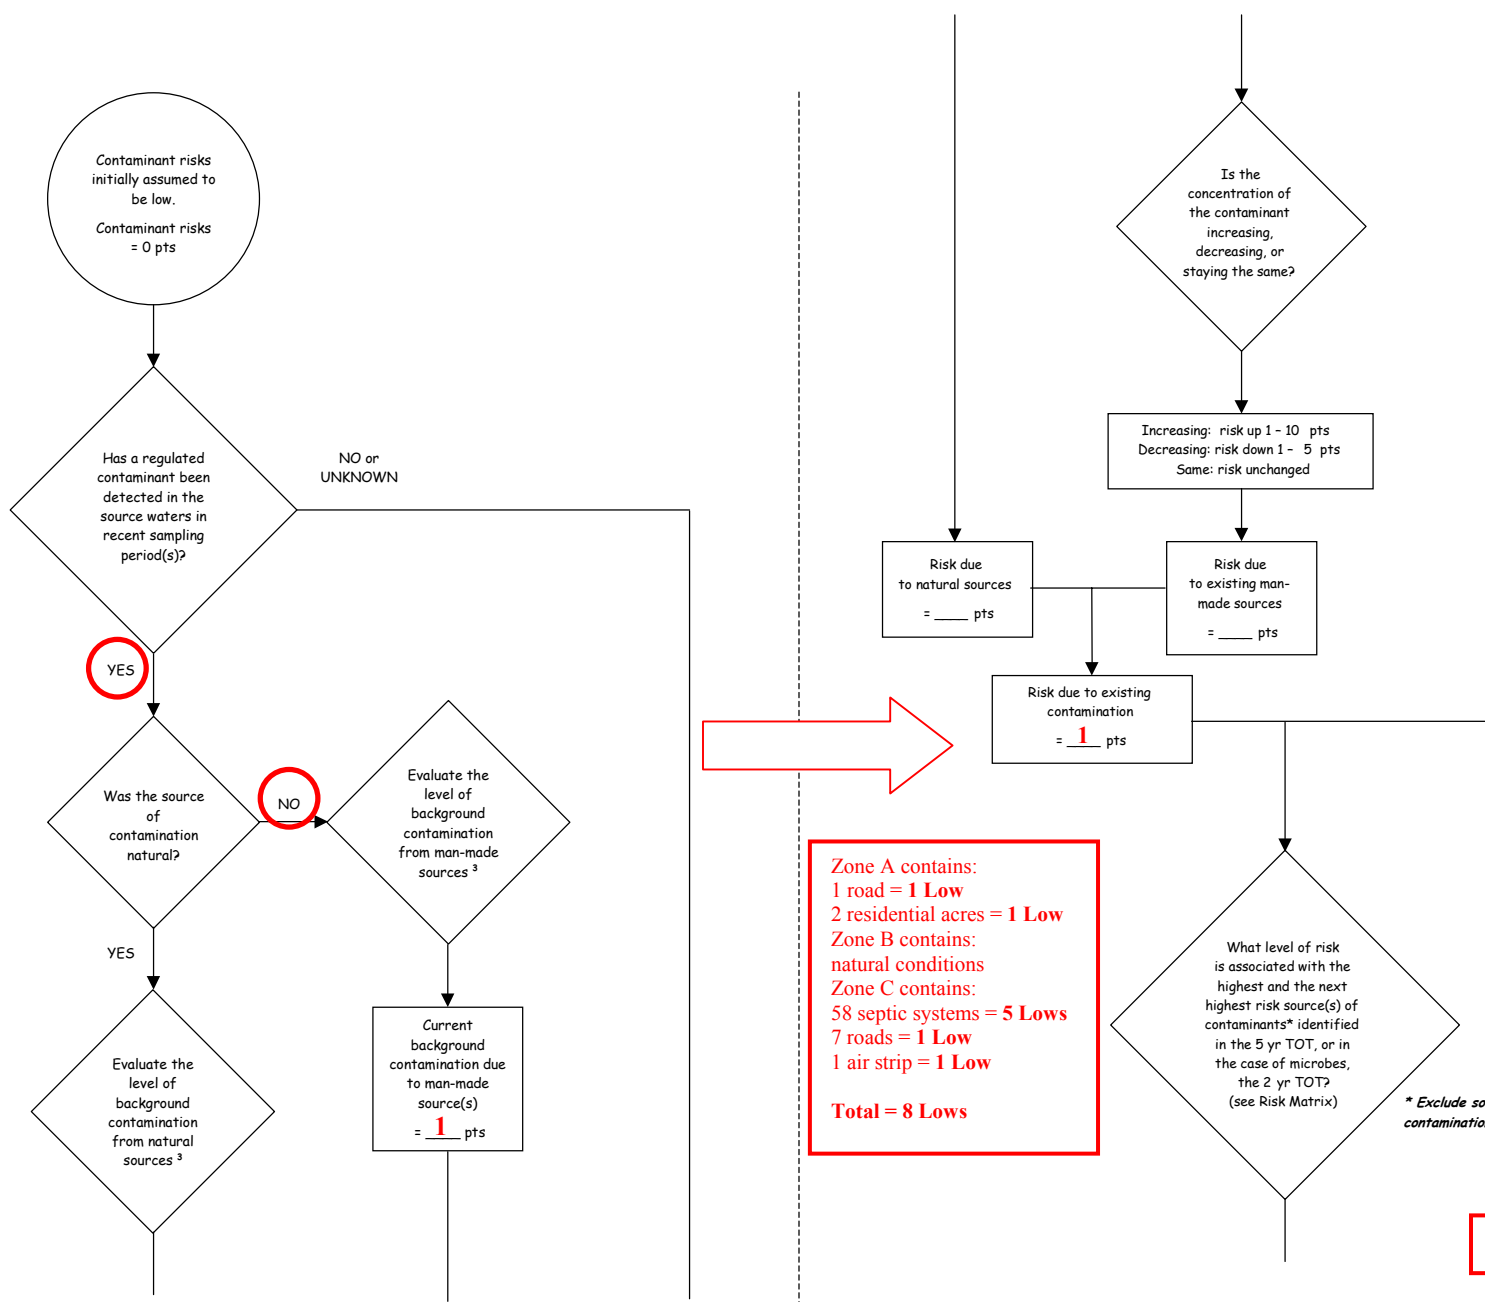 Contaminant risks
initially assumed to
be low.
Contaminant risks
= 0 pts
Has a regulated
contaminant been
detected in the
source waters in
recent sampling
period(s)?
NO or
UNKNOWN
YES
Was the source
of
contamination
natural?
NO
Evaluate the
level of
background
contamination
from man-made
sources ³
YES
Evaluate the
level of
background
contamination
from natural
sources ³
Current
background
contamination due
to man-made
source(s)
= 1 pts
Is the
concentration of
the contaminant
increasing,
decreasing, or
staying the same?
Increasing: risk up 1 – 10 pts
Decreasing: risk down 1 – 5 pts
Same: risk unchanged
Risk due
to natural sources
= ____ pts
Risk due
to existing man-
made sources
= ____ pts
Risk due to existing
contamination
= 1 pts
Zone A contains:
1 road = 1 Low
2 residential acres = 1 Low
Zone B contains:
natural conditions
Zone C contains:
58 septic systems = 5 Lows
7 roads = 1 Low
1 air strip = 1 Low
Total = 8 Lows
What level of risk
is associated with the
highest and the next
highest risk source(s) of
contaminants* identified
in the 5 yr TOT, or in
the case of microbes,
the 2 yr TOT?
(see Risk Matrix)
* Exclude so
contamination